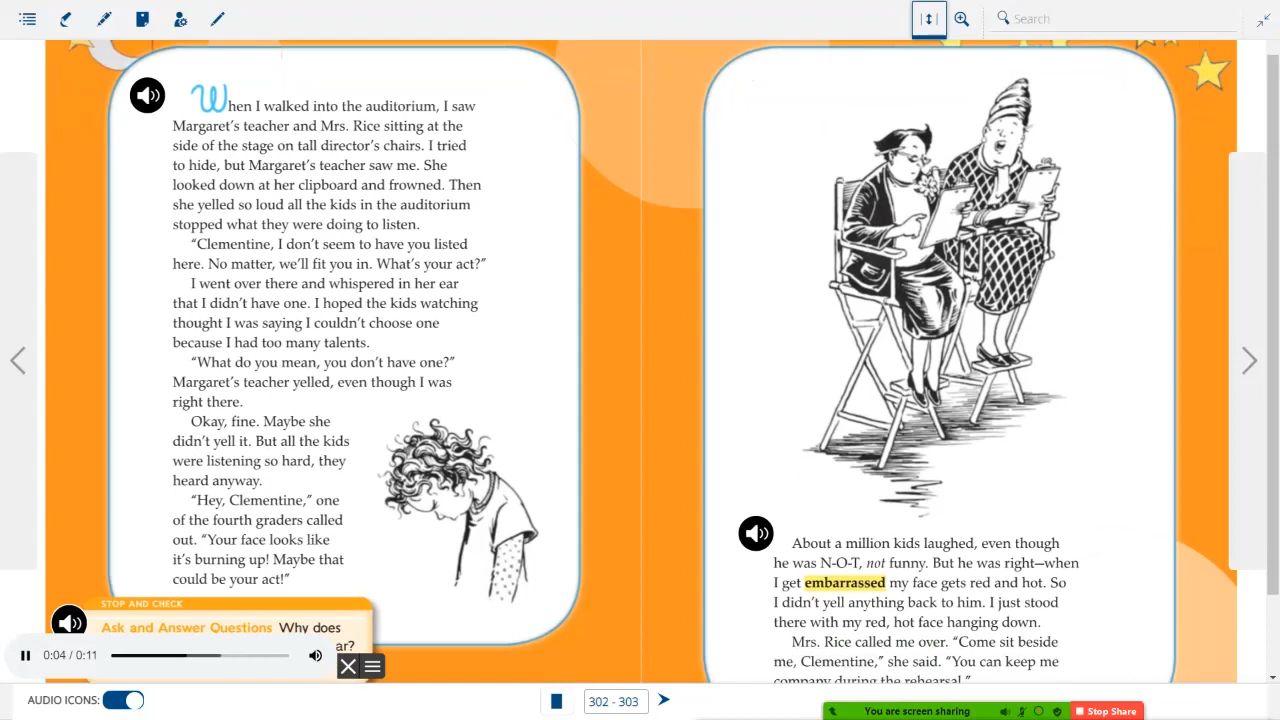 Search
When I walked into the auditorium, I saw
Margaret’s teacher and Mrs. Rice sitting at the
side of the stage on tall director’s chairs. I tried
to hide, but Margaret’s teacher saw me. She
looked down at her clipboard and frowned. Then
she yelled so loud all the kids in the auditorium
stopped what they were doing to listen.
“Clementine, I don’t seem to have you listed
here. No matter, we’ll fit you in. What’s your act?”
I went over there and whispered in her ear
that I didn’t have one. I hoped the kids watching
thought I was saying I couldn’t choose one
because I had too many talents.
“What do you mean, you don’t have one?”
Margaret’s teacher yelled, even though I was
right there.
Okay, fine. Maybe she
didn’t yell it. But all the kids
were listening so hard, they
heard anyway.
“Hey, Clementine,” one
of the fourth graders called
out. “Your face looks like
it’s burning up! Maybe that
could be your act!”
STOP AND CHECK
Ask and Answer Questions Why does
ar?
0:04 / 0:11
About a million kids laughed, even though
he was N-O-T, not funny. But he was right—when
I get embarrassed my face gets red and hot. So
I didn’t yell anything back to him. I just stood
there with my red, hot face hanging down.
Mrs. Rice called me over. “Come sit beside
me, Clementine,” she said. “You can keep me
company during the rehearsal.”
AUDIO ICONS:
302 - 303
You are screen sharing
Stop Share